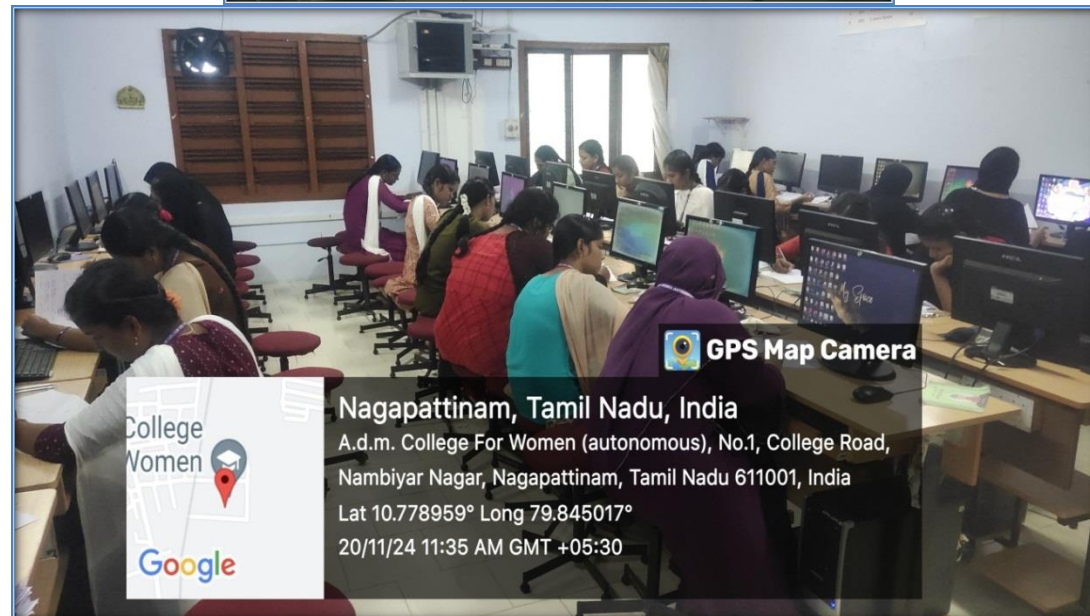 GPS Map Camera
College
Women
Google
Nagapattinam, Tamil Nadu, India
A.d.m. College For Women (autonomous), No.1, College Road,
Nambiyar Nagar, Nagapattinam, Tamil Nadu 611001, India
Lat 10.778959° Long 79.845017°
20/11/24 11:35 AM GMT +05:30
My Space